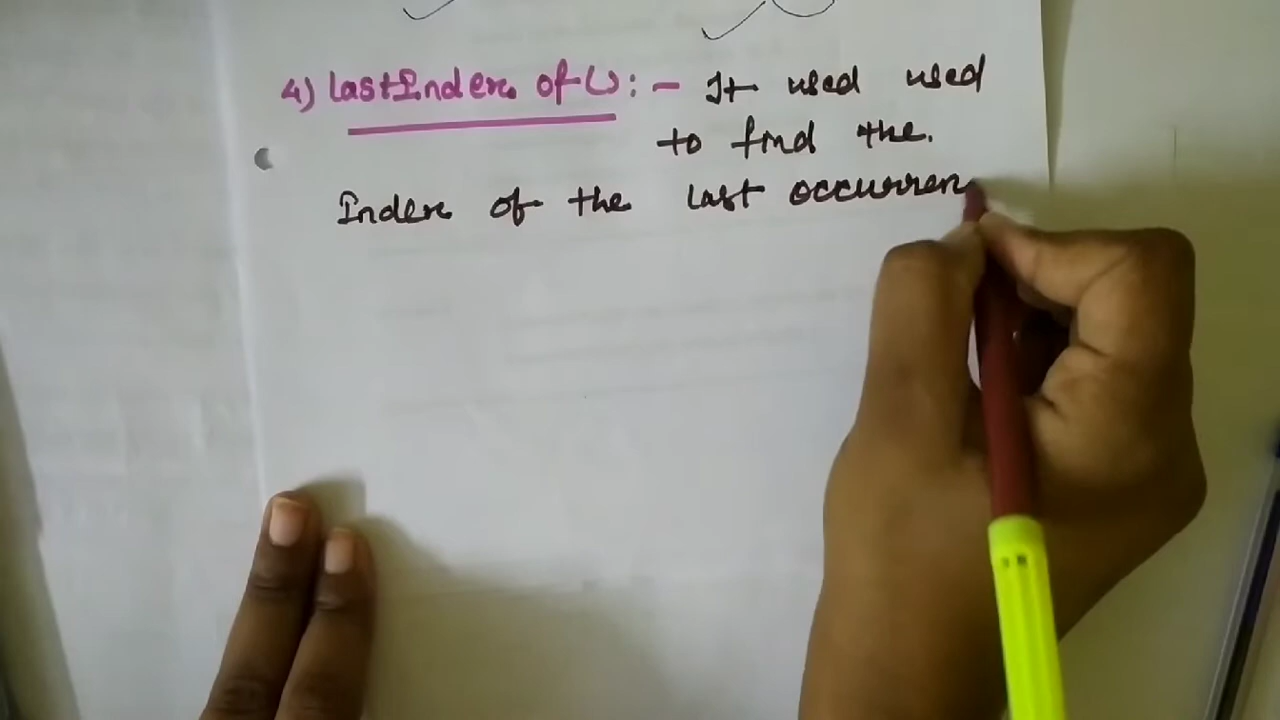 4) lastIndex of():- It used used
to find the.
Index of the last occurren